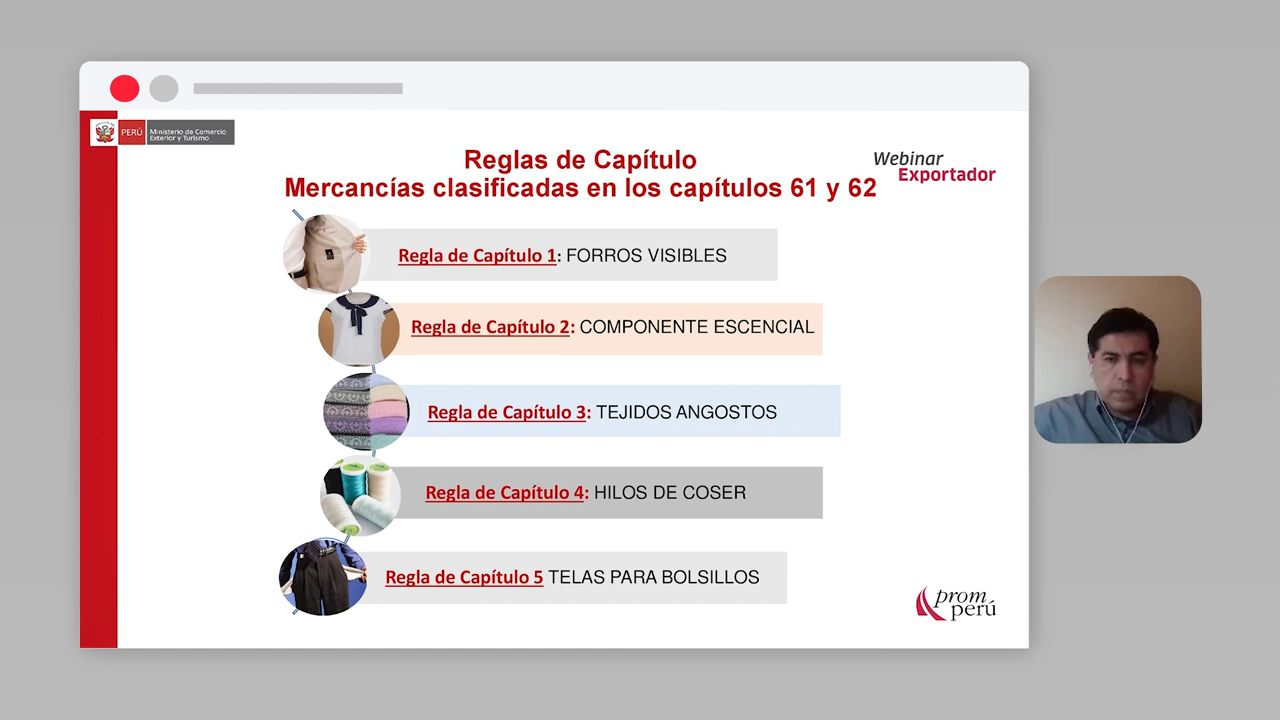 PERÚ
Ministerio de Comercio
Exterior y Turismo
Reglas de Capítulo
Mercancías clasificadas en los capítulos 61 y 62
Webinar
Exportador
Regla de Capítulo 1: FORROS VISIBLES
Regla de Capítulo 2: COMPONENTE ESCENCIAL
Regla de Capítulo 3: TEJIDOS ANGOSTOS
Regla de Capítulo 4: HILOS DE COSER
Regla de Capítulo 5 TELAS PARA BOLSILLOS
prom
perú